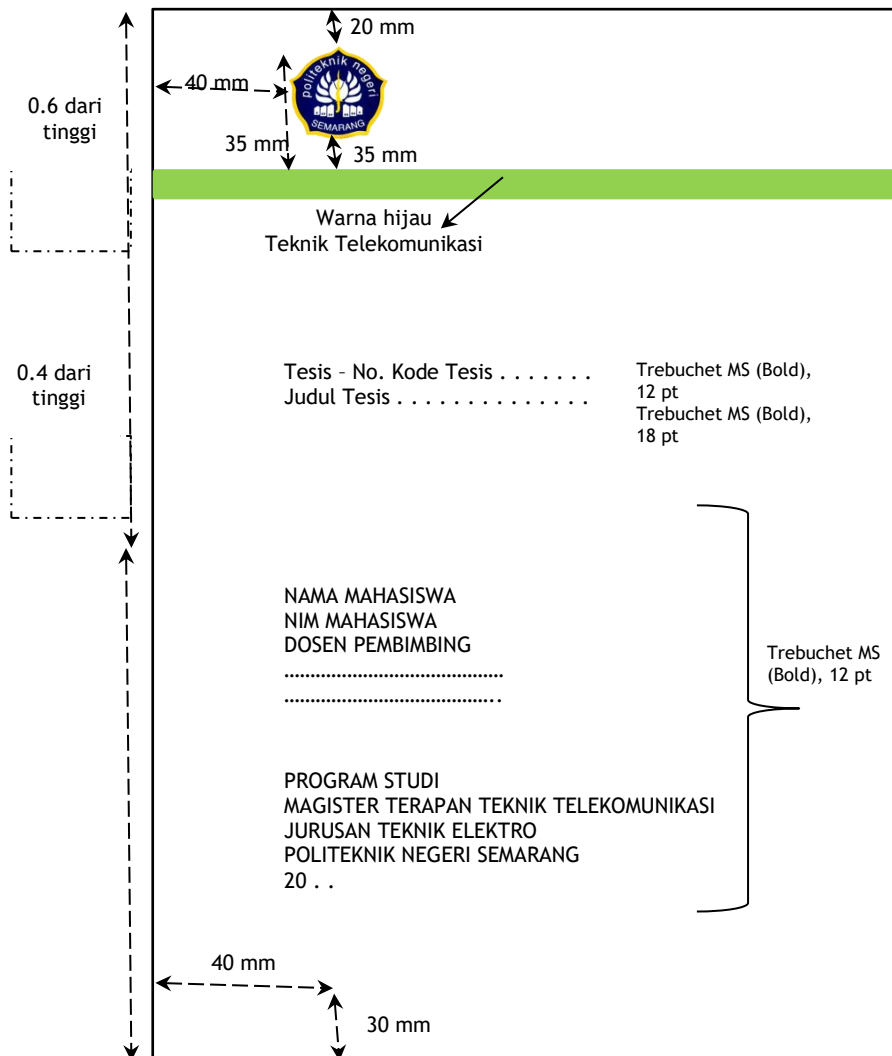 20 mm
politeknik negeri
SEMARANG
40 mm
0.6 dari
tinggi
35 mm
35 mm
Warna hijau
Teknik Telekomunikasi
0.4 dari
tinggi
Tesis – No. Kode Tesis . . . . . . .
Judul Tesis . . . . . . . . . . . . . . .
Trebuchet MS (Bold),
12 pt
Trebuchet MS (Bold),
18 pt
NAMA MAHASISWA
NIM MAHASISWA
DOSEN PEMBIMBING
..........................................
..........................................
Trebuchet MS
(Bold), 12 pt
PROGRAM STUDI
MAGISTER TERAPAN TEKNIK TELEKOMUNIKASI
JURUSAN TEKNIK ELEKTRO
POLITEKNIK NEGERI SEMARANG
20 . .
40 mm
30 mm